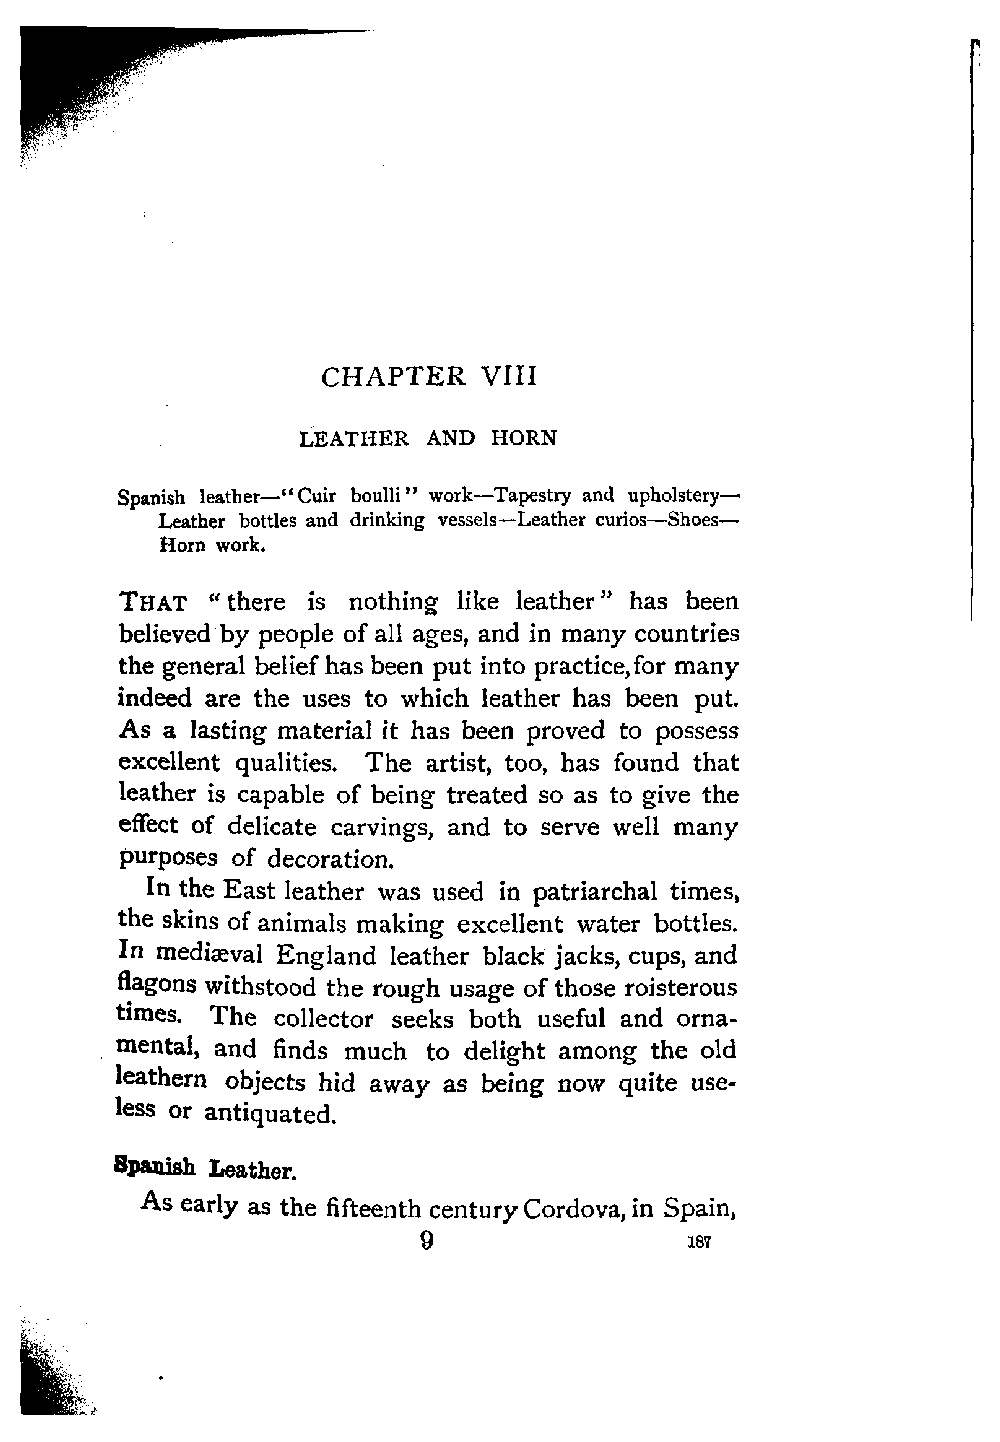 CHAPTER VIII
LEATHER AND HORN
Spanish leather—"Cuir boulli" work—Tapestry and upholstery—
Leather bottles and drinking vessels—Leather curios—Shoes—
Horn work.
THAT "there is nothing like leather" has been
believed by people of all ages, and in many countries
the general belief has been put into practice, for many
indeed are the uses to which leather has been put.
As a lasting material it has been proved to possess
excellent qualities. The artist, too, has found that
leather is capable of being treated so as to give the
effect of delicate carvings, and to serve well many
purposes of decoration.
In the East leather was used in patriarchal times,
the skins of animals making excellent water bottles.
In mediæval England leather black jacks, cups, and
flagons withstood the rough usage of those roisterous
times. The collector seeks both useful and orna-
mental, and finds much to delight among the old
leathern objects hid away as being now quite use-
less or antiquated.
Spanish Leather.
As early as the fifteenth century Cordova, in Spain,
9 187